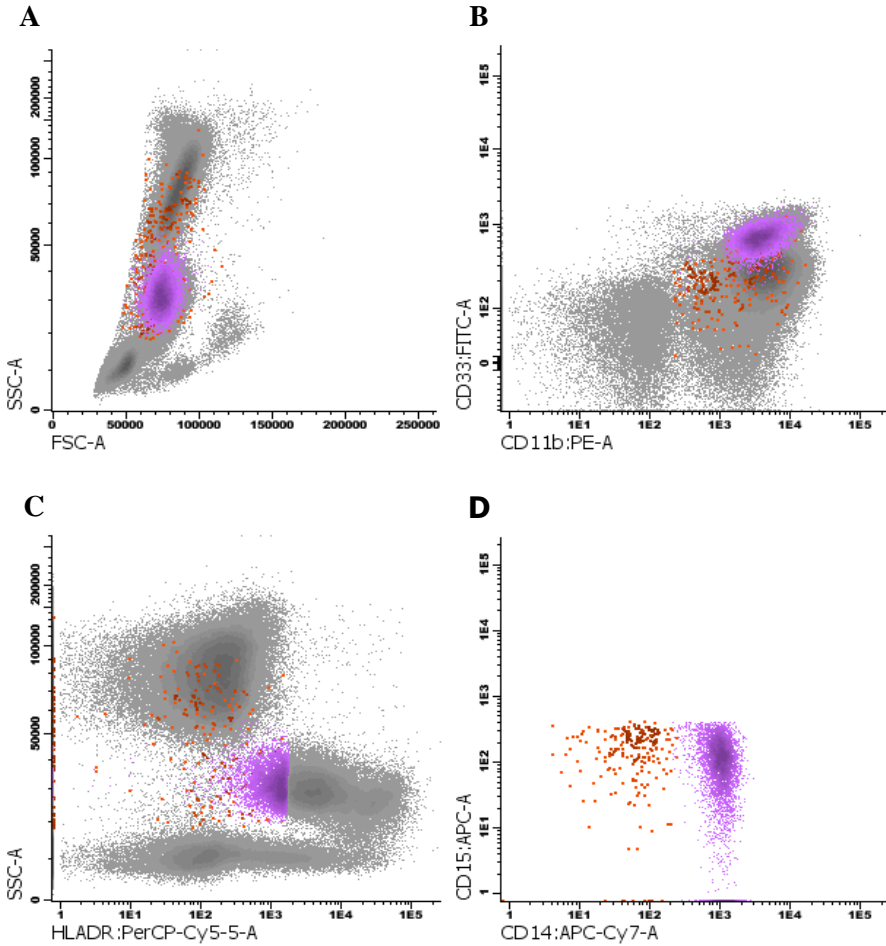 A
200000
100000
50000
0
SSC-A
0
50000
100000
150000
200000
250000
FSC-A
B
1E5
1E4
1E3
1E2
0
CD33:FITC-A
1
1E2
1E3
1E4
1E5
CD11b:PE-A
C
200000
100000
50000
0
SSC-A
1
1E2
1E3
1E4
1E5
HLADR:PerCP-Cy5-5-A
D
1E5
1E4
1E3
1E2
1E1
1
CD15:APC-A
1
1E1
1E2
1E3
1E4
1E5
CD14:APC-Cy7-A